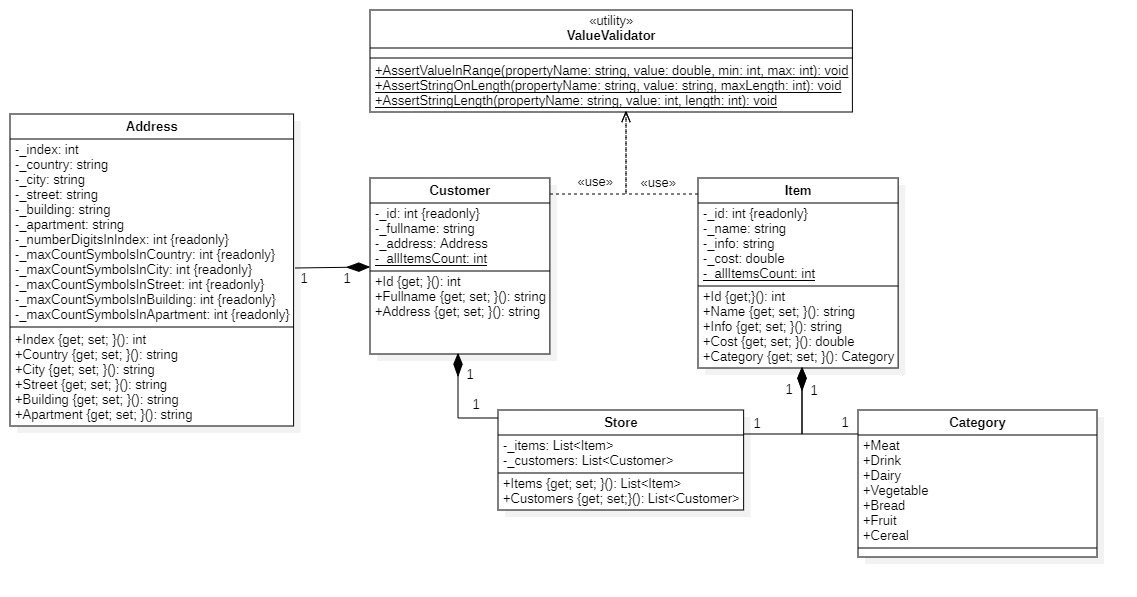 «utility»
ValueValidator
+AssertValueInRange(propertyName: string, value: double, min: int, max: int): void
+AssertStringOnLength(propertyName: string, value: string, maxLength: int): void
+AssertStringLength(propertyName: string, value: int, length: int): void
Address
-_index: int
-_country: string
-_city: string
-_street: string
-_building: string
-_apartment: string
-_numberDigitsInIndex: int {readonly}
-_maxCountSymbolsInCountry: int {readonly}
-_maxCountSymbolsInCity: int {readonly}
-_maxCountSymbolsInStreet: int {readonly}
-_maxCountSymbolsInBuilding: int {readonly}
-_maxCountSymbolsInApartment: int {readonly}
+Index {get; set; }(): int
+Country {get; set; }(): string
+City {get; set; }(): string
+Street {get; set; }(): string
+Building {get; set; }(): string
+Apartment {get; set; }(): string
1
1
Customer
-_id: int {readonly}
-_fullname: string
-_address: Address
-_allItemsCount: int
+Id {get; }(): int
+Fullname {get; set; }(): string
+Address {get; set; }(): string
«use»
«use»
Item
-_id: int {readonly}
-_name: string
-_info: string
-_cost: double
-_allItemsCount: int
+Id {get;}(): int
+Name {get; set; }(): string
+Info {get; set; }(): string
+Cost {get; set; }(): double
+Category {get; set; }(): Category
1
1
1
1
Store
-_items: List<Item>
-_customers: List<Customer>
+Items {get; set; }(): List<Item>
+Customers {get; set;}(): List<Customer>
1
1
Category
+Meat
+Drink
+Dairy
+Vegetable
+Bread
+Fruit
+Cereal